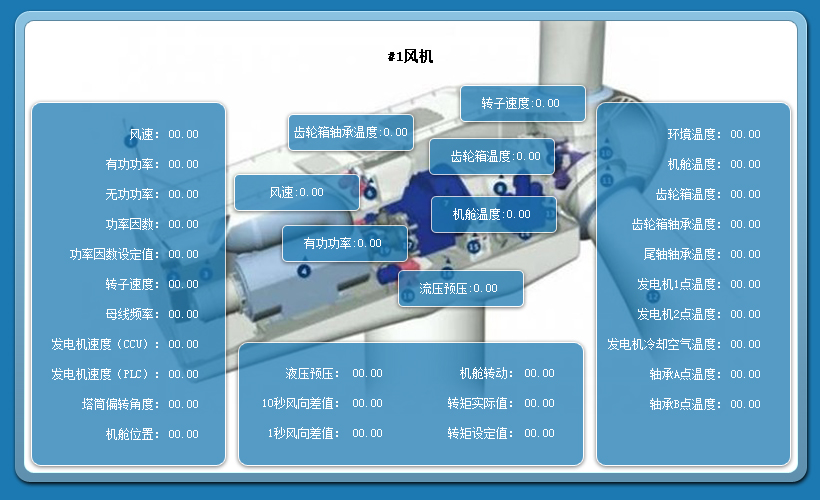 #1风机
转子速度:0.00
齿轮箱轴承温度:0.00
齿轮箱温度:0.00
风速:0.00
机舱温度:0.00
有功功率:0.00
流压预压:0.00
风速: 00.00
有功功率: 00.00
无功功率: 00.00
功率因数: 00.00
功率因数设定值: 00.00
转子速度: 00.00
母线频率: 00.00
发电机速度（CCU）: 00.00
发电机速度（PLC）: 00.00
塔筒偏转角度: 00.00
机舱位置: 00.00
液压预压: 00.00
机舱转动: 00.00
10秒风向差值: 00.00
转矩实际值: 00.00
1秒风向差值: 00.00
转矩设定值: 00.00
环境温度: 00.00
机舱温度: 00.00
齿轮箱温度: 00.00
齿轮箱轴承温度: 00.00
尾轴轴承温度: 00.00
发电机1点温度: 00.00
发电机2点温度: 00.00
发电机冷却空气温度: 00.00
轴承A点温度: 00.00
轴承B点温度: 00.00